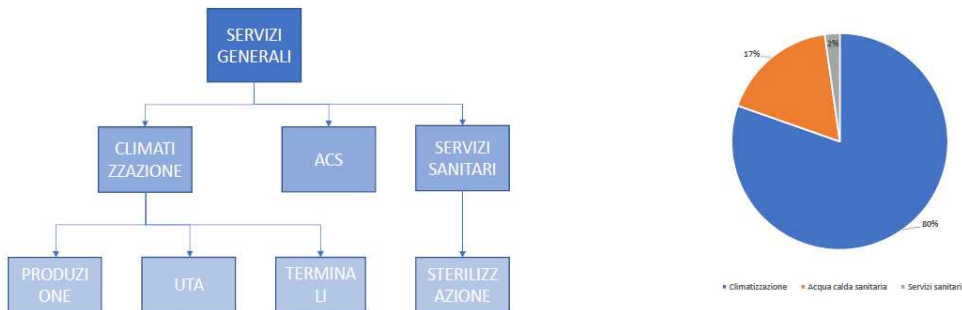 SERVIZI
GENERALI
CLIMATI
ZZAZIONE
ACS
SERVIZI
SANITARI
PRODUZI
ONE
UTA
TERMINA
LI
STERILIZZ
AZIONE
17%
2%
80%
Climatizzazione
Acqua calda sanitaria
Servizi sanitari